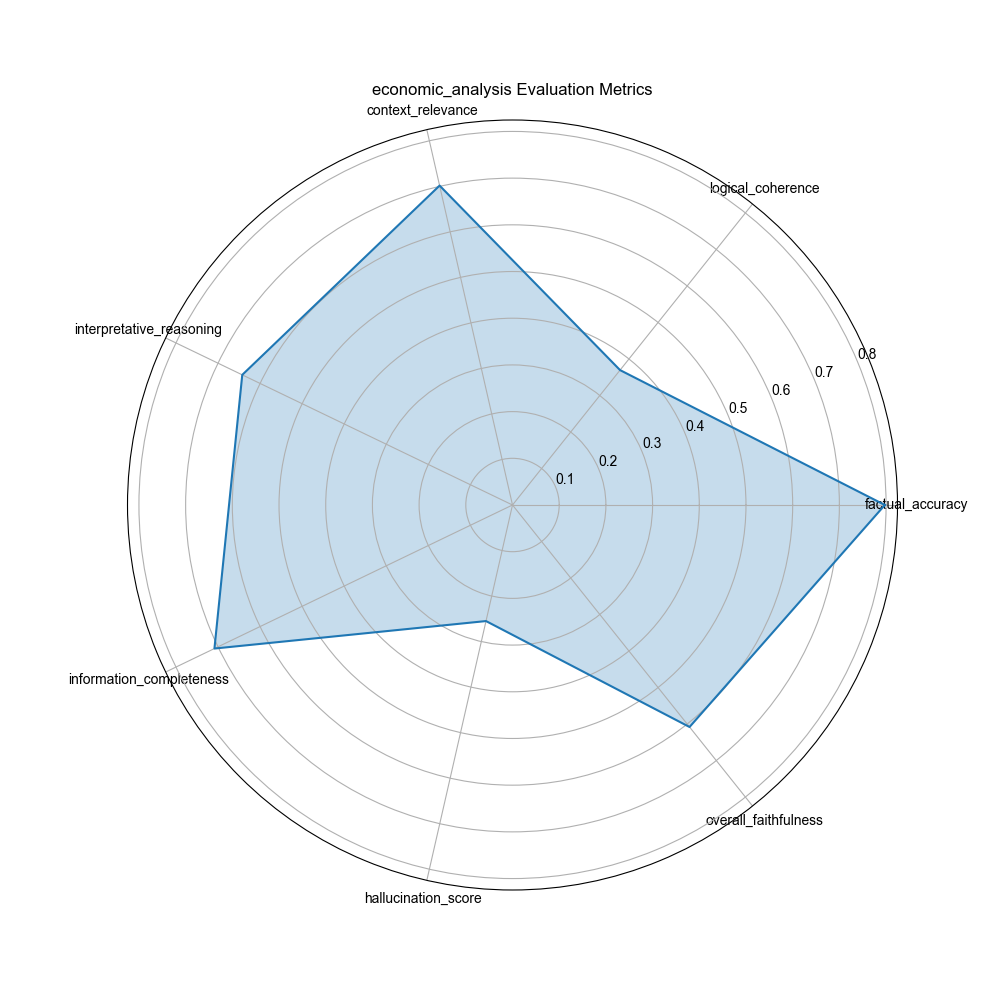 economic_analysis Evaluation Metrics
context_relevance
logical_coherence
interpretative_reasoning
0.8
0.7
0.6
0.5
0.4
0.3
0.2
0.1
factual_accuracy
information_completeness
overall_faithfulness
hallucination_score